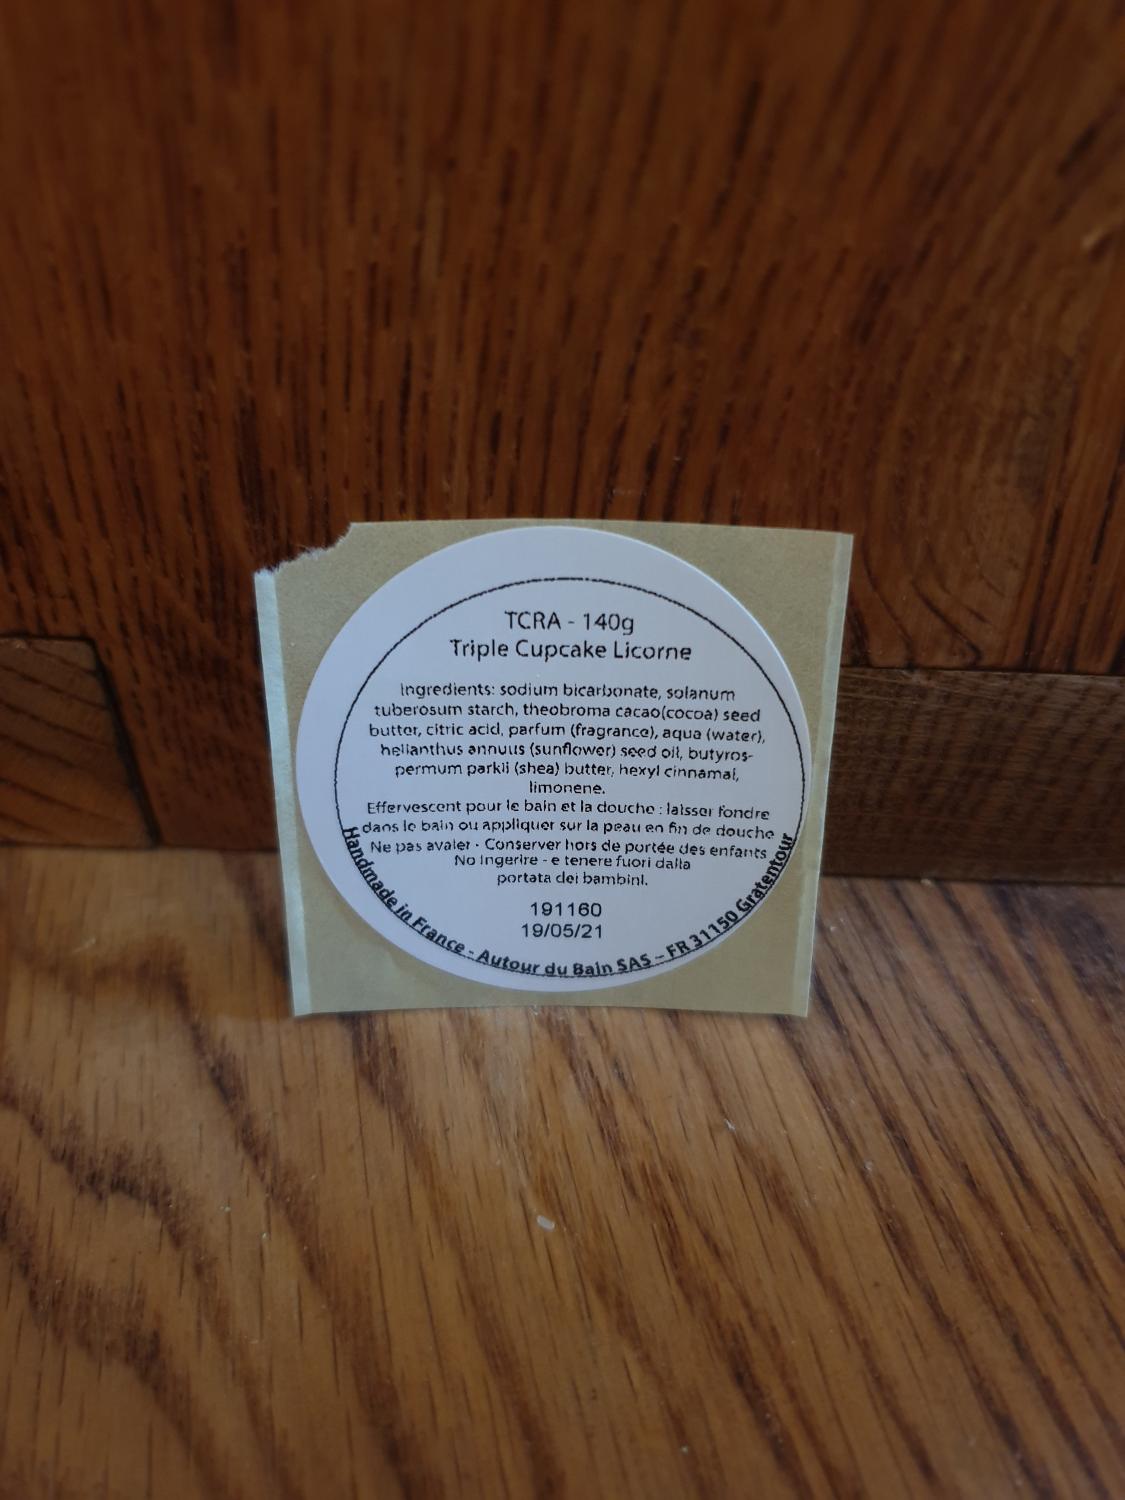 TCRA - 140g
Triple Cupcake Licorne
Ingredients: sodium bicarbonate, solanum
tuberosum starch, theobroma cacao(cocoa) seed
butter, citric acid, parfum (fragrance), aqua (water),
helianthus annuus (sunflower) seed oil, butyros-
permum parkii (shea) butter, hexyl cinnamal,
limonene.
Effervescent pour le bain et la douche : laisser fondre
dans le bain ou appliquer sur la peau en fin de douche
Ne pas avaler - Conserver hors de portée des enfants
No Ingerire - e tenere fuori dalla
portata dei bambini.
191160
19/05/21
Handmade in France - Autour du Bain SAS – FR 31150 Gratentour